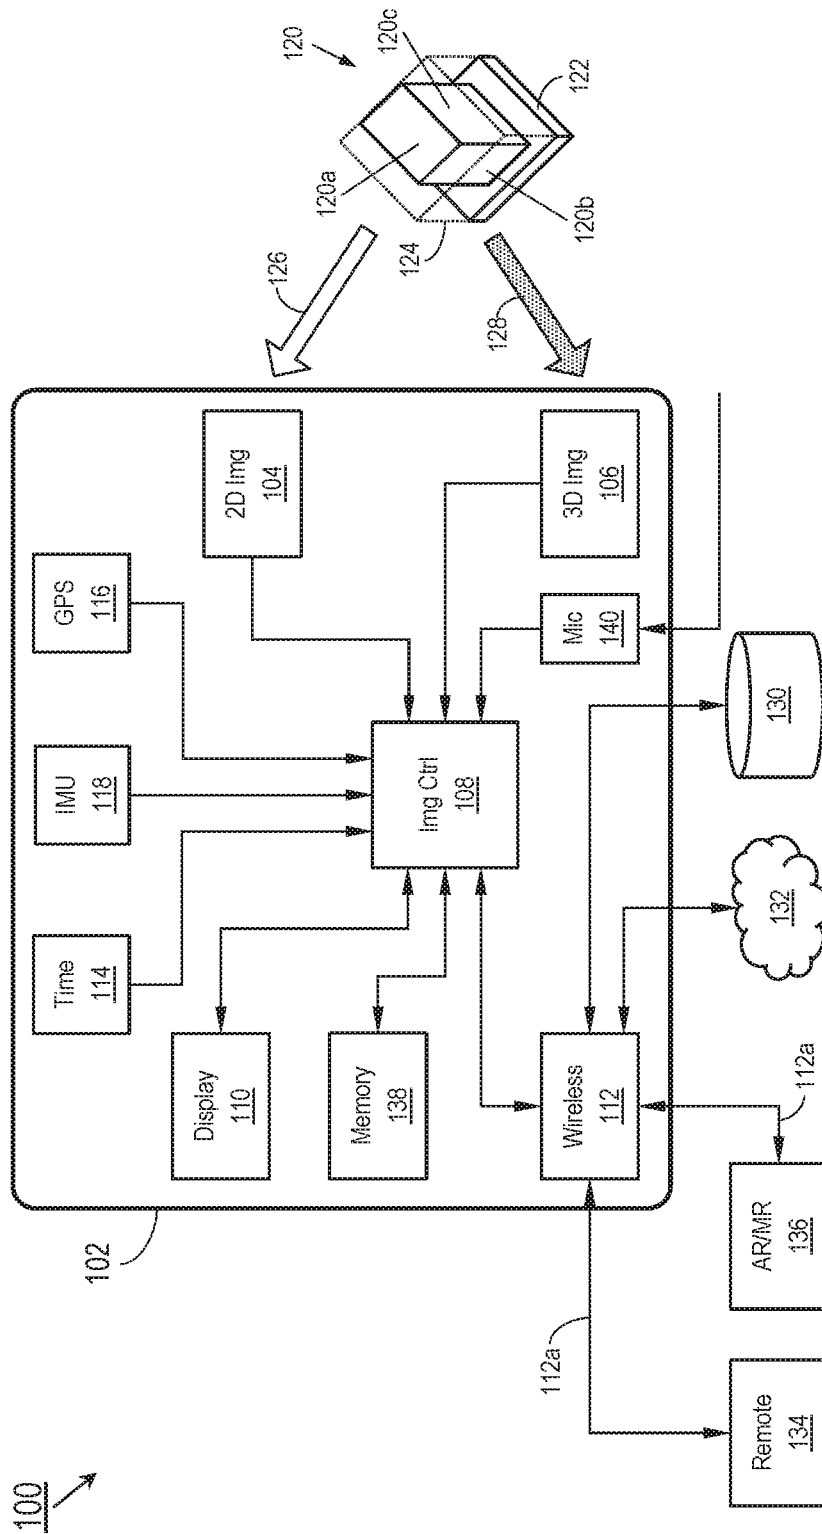 100
102
Time
114
IMU
118
GPS
116
Display
110
2D Img
104
Memory
138
Img Ctrl
108
Wireless
112
Mic
140
3D Img
106
126
128
120
120a
120c
120b
122
124
112a
112a
Remote
134
AR/MR
136
132
130